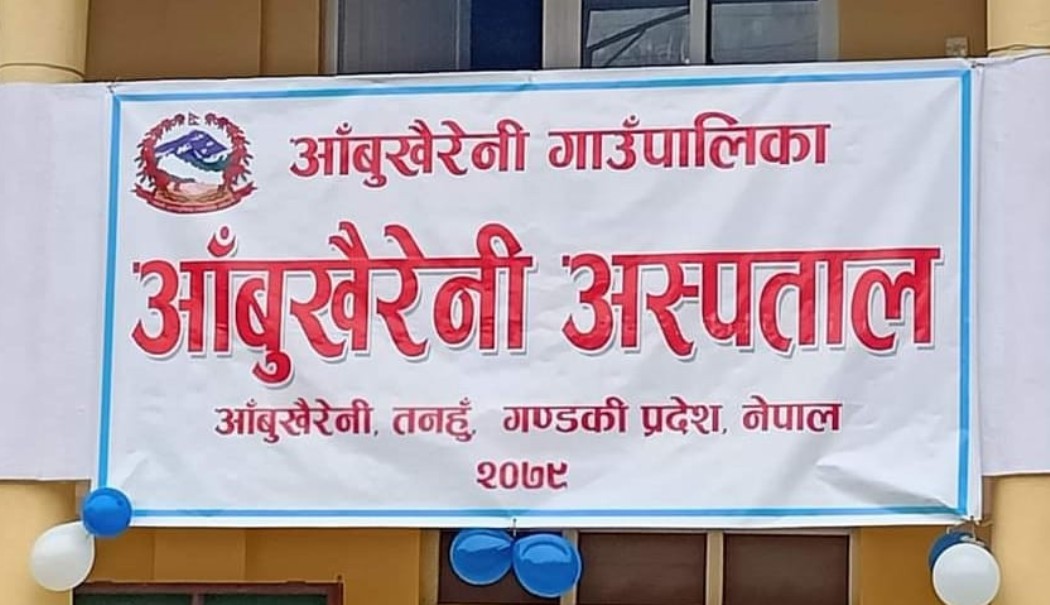 आँबुखैरेनी गाउँपालिका
आँबुखैरेनी अस्पताल
आँबुखैरेनी, तनहुँ, गण्डकी प्रदेश, नेपाल
२०७९